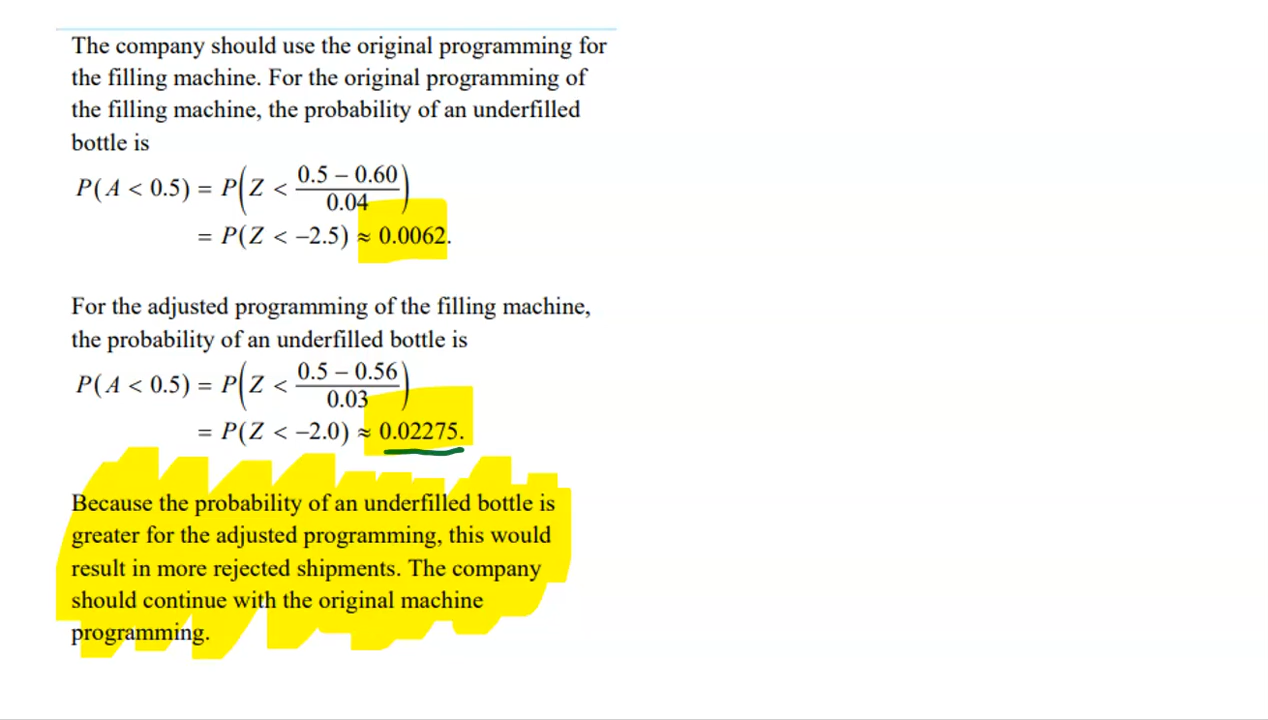 The company should use the original programming for
the filling machine. For the original programming of
the filling machine, the probability of an underfilled
bottle is
P(A < 0.5) = P(Z < (0.5 – 0.60)/0.04)
= P(Z < –2.5) ≈ 0.0062.
For the adjusted programming of the filling machine,
the probability of an underfilled bottle is
P(A < 0.5) = P(Z < (0.5 – 0.56)/0.03)
= P(Z < –2.0) ≈ 0.02275.
Because the probability of an underfilled bottle is
greater for the adjusted programming, this would
result in more rejected shipments. The company
should continue with the original machine
programming.